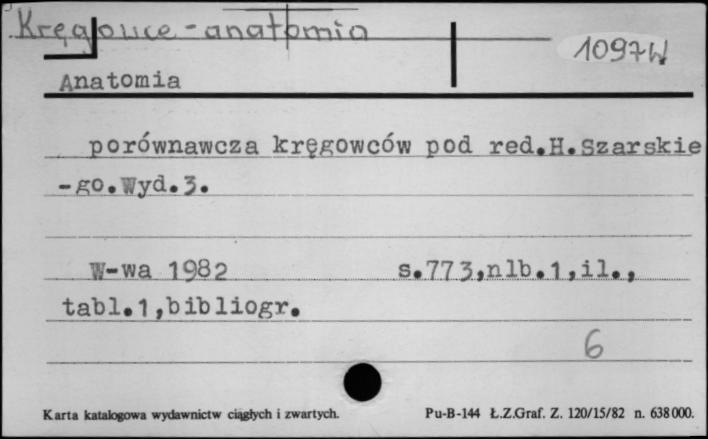 Kręgowce - anatomia
1097W
Anatomia
porównawcza kręgowców pod red.H.Szarskie
-go.Wyd.3.
W-wa 1982 s.773,nlb.1,il.,
tabl.1,bibliogr.
6
Karta katalogowa wydawnictw ciągłych i zwartych. Pu-B-144 Ł.Z.Graf. Z. 120/15/82 n. 638000.